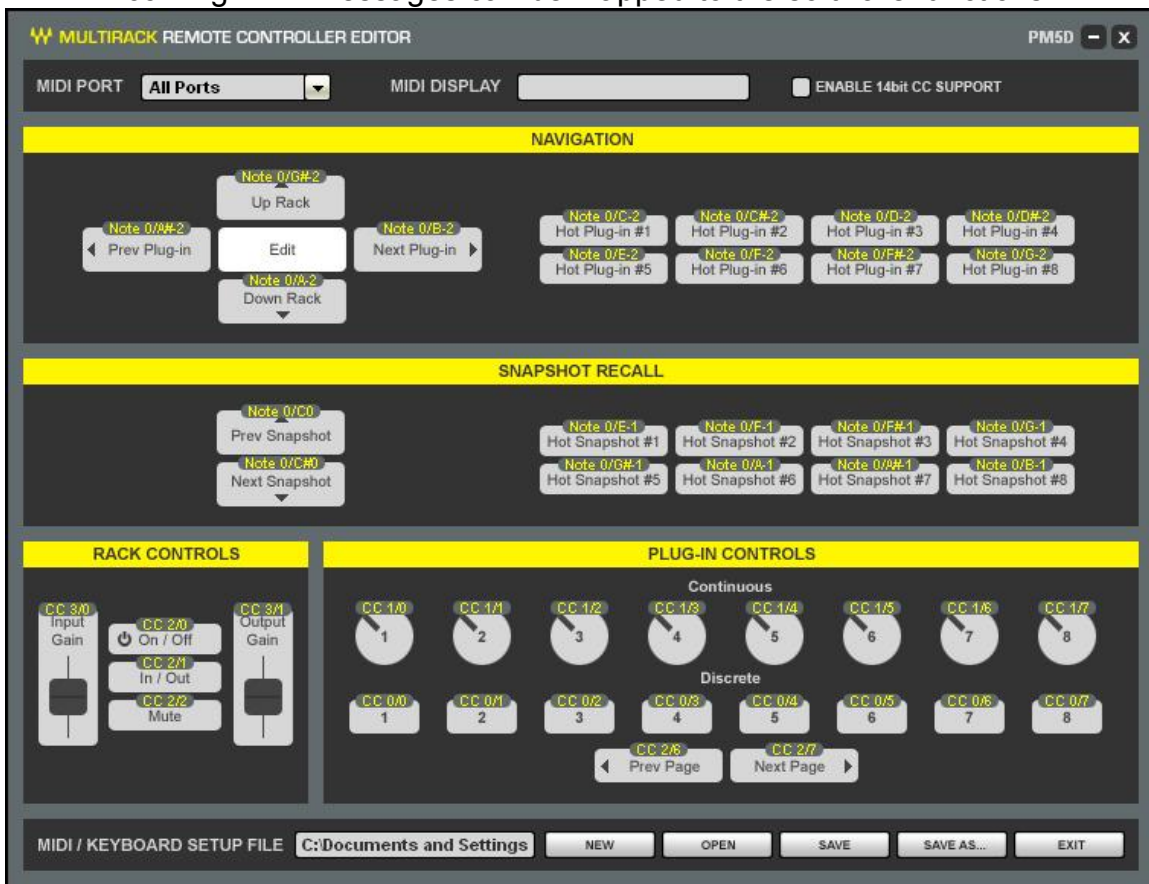 messages can be mapped to
MULTIRACK REMOTE CONTROLLER EDITOR PM5D
MIDI PORT All Ports MIDI DISPLAY ENABLE 14bit CC SUPPORT
NAVIGATION
Note 0/G#-2
Up Rack
Note 0/A#-2
Prev Plug-in
Edit
Note 0/B-2
Next Plug-in
Note 0/A-2
Down Rack
Note 0/C-2 Note 0/C#-2 Note 0/D-2 Note 0/D#-2
Hot Plug-in #1 Hot Plug-in #2 Hot Plug-in #3 Hot Plug-in #4
Note 0/E-2 Note 0/F-2 Note 0/F#-2 Note 0/G-2
Hot Plug-in #5 Hot Plug-in #6 Hot Plug-in #7 Hot Plug-in #8
SNAPSHOT RECALL
Note 0/C0
Prev Snapshot
Note 0/C#0
Next Snapshot
Note 0/E-1 Note 0/F-1 Note 0/F#-1 Note 0/G-1
Hot Snapshot #1 Hot Snapshot #2 Hot Snapshot #3 Hot Snapshot #4
Note 0/G#-1 Note 0/A-1 Note 0/A#-1 Note 0/B-1
Hot Snapshot #5 Hot Snapshot #6 Hot Snapshot #7 Hot Snapshot #8
RACK CONTROLS
CC 3/0
Input
Gain
CC 2/0
On / Off
CC 2/1
In / Out
CC 2/2
Mute
CC 3/1
Output
Gain
PLUG-IN CONTROLS
Continuous
CC 1/0 CC 1/1 CC 1/2 CC 1/3 CC 1/4 CC 1/5 CC 1/6 CC 1/7
1 2 3 4 5 6 7 8
Discrete
CC 0/0 CC 0/1 CC 0/2 CC 0/3 CC 0/4 CC 0/5 CC 0/6 CC 0/7
1 2 3 4 5 6 7 8
CC 2/6 CC 2/7
Prev Page Next Page
MIDI / KEYBOARD SETUP FILE C:\Documents and Settings NEW OPEN SAVE SAVE AS... EXIT